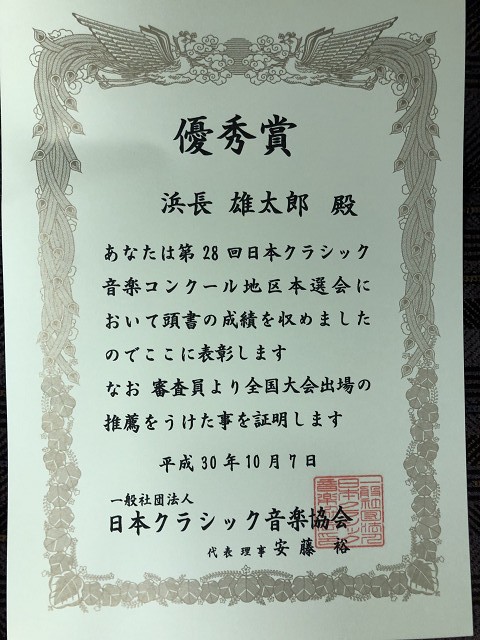 優秀賞
浜長 雄太郎 殿
あなたは第28回日本クラシック
音楽コンクール地区本選会に
おいて頭書の成績を収めました
のでここに表彰します
なお 審査員より全国大会出場の
推薦をうけた事を証明します
平成30年10月7日
一般社団法人
日本クラシック音楽協会
代表理事 安藤 裕